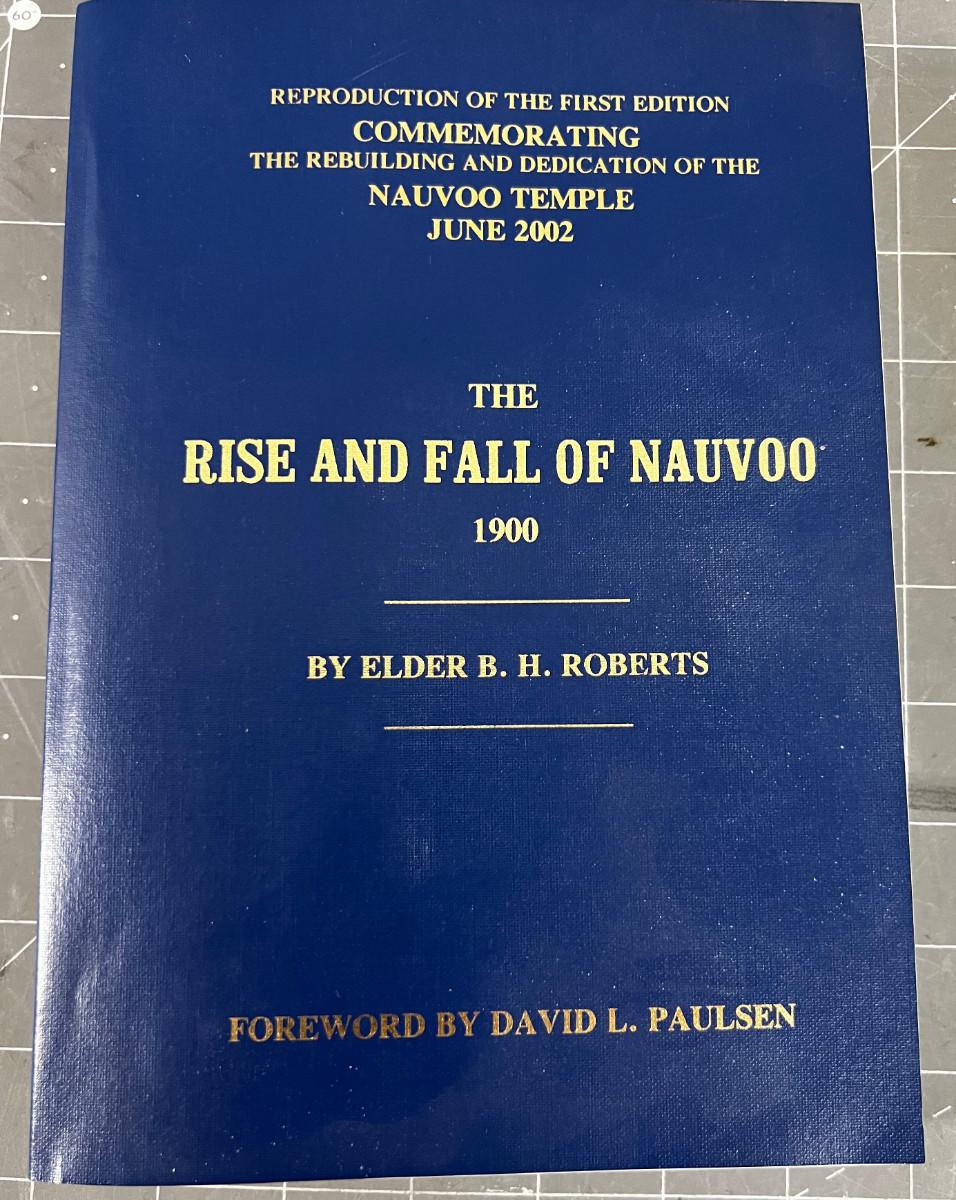 60°
REPRODUCTION OF THE FIRST EDITION
COMMEMORATING
THE REBUILDING AND DEDICATION OF THE
NAUVOO TEMPLE
JUNE 2002
THE
RISE AND FALL OF NAUVOO
1900
BY ELDER B. H. ROBERTS
FOREWORD BY DAVID L. PAULSEN